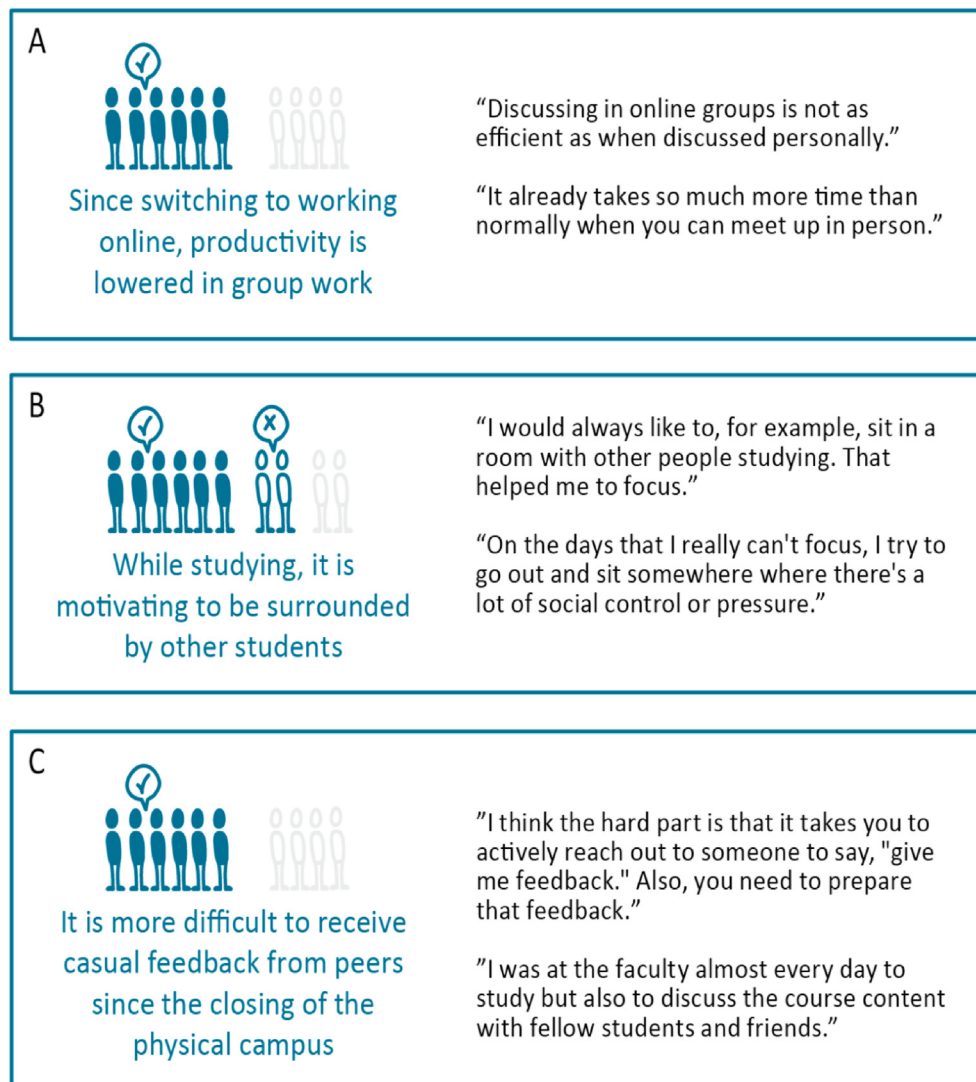 A
Since switching to working
online, productivity is
lowered in group work
“Discussing in online groups is not as
efficient as when discussed personally.”
“It already takes so much more time than
normally when you can meet up in person.”
B
While studying, it is
motivating to be surrounded
by other students
“I would always like to, for example, sit in a
room with other people studying. That
helped me to focus.”
“On the days that I really can't focus, I try to
go out and sit somewhere where there's a
lot of social control or pressure.”
C
It is more difficult to receive
casual feedback from peers
since the closing of the
physical campus
”I think the hard part is that it takes you to
actively reach out to someone to say, "give
me feedback." Also, you need to prepare
that feedback.”
”I was at the faculty almost every day to
study but also to discuss the course content
with fellow students and friends.”